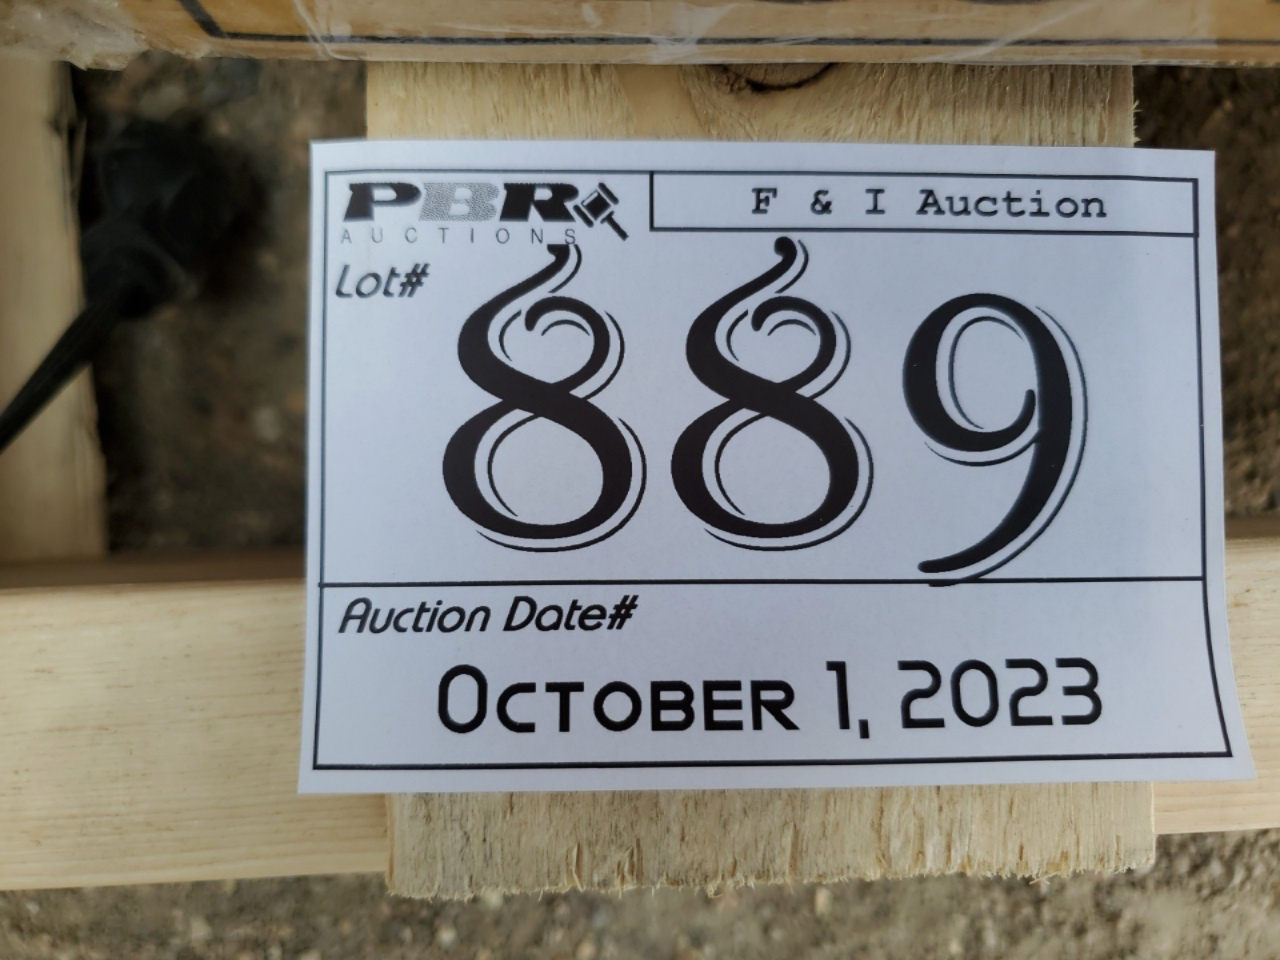 PBR
AUCTIONS
F & I Auction
Lot#
889
Auction Date#
OCTOBER 1, 2023